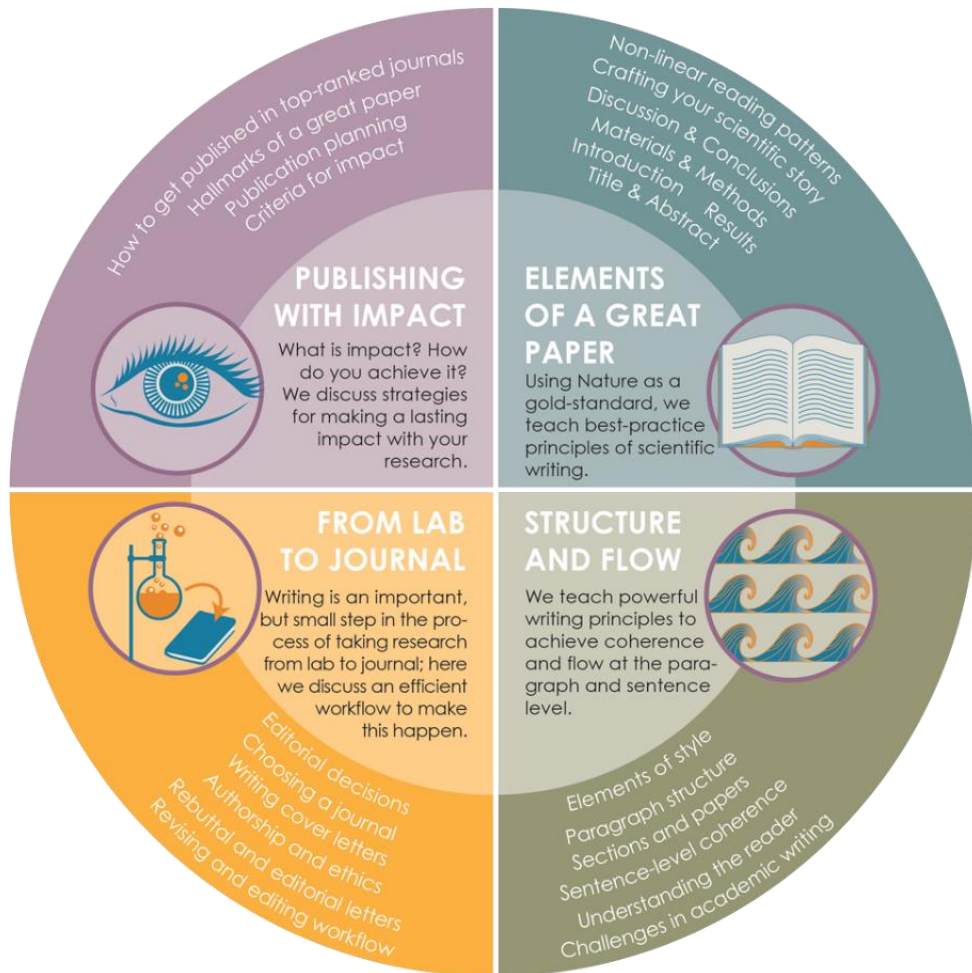 How to get published in top-ranked journals
Hallmarks of a great paper
Publication planning
Criteria for impact
PUBLISHING
WITH IMPACT
What is impact? How
do you achieve it?
We discuss strategies
for making a lasting
impact with your
research.
Non-linear reading patterns
Crafting your scientific story
Discussion & Conclusions
Materials & Methods
Introduction Results
Title & Abstract
ELEMENTS
OF A GREAT
PAPER
Using Nature as a
gold-standard, we
teach best-practice
principles of scientific
writing.
FROM LAB
TO JOURNAL
Writing is an important,
but small step in the pro-
cess of taking research
from lab to journal; here
we discuss an efficient
workflow to make
this happen.
Editorial decisions
Choosing a journal
Writing cover letters
Authorship and ethics
Rebuttal and editorial letters
Revising and editing workflow
STRUCTURE
AND FLOW
We teach powerful
writing principles to
achieve coherence
and flow at the para-
graph and sentence
level.
Elements of style
Paragraph structure
Sections and papers
Sentence-level coherence
Understanding the reader
Challenges in academic writing